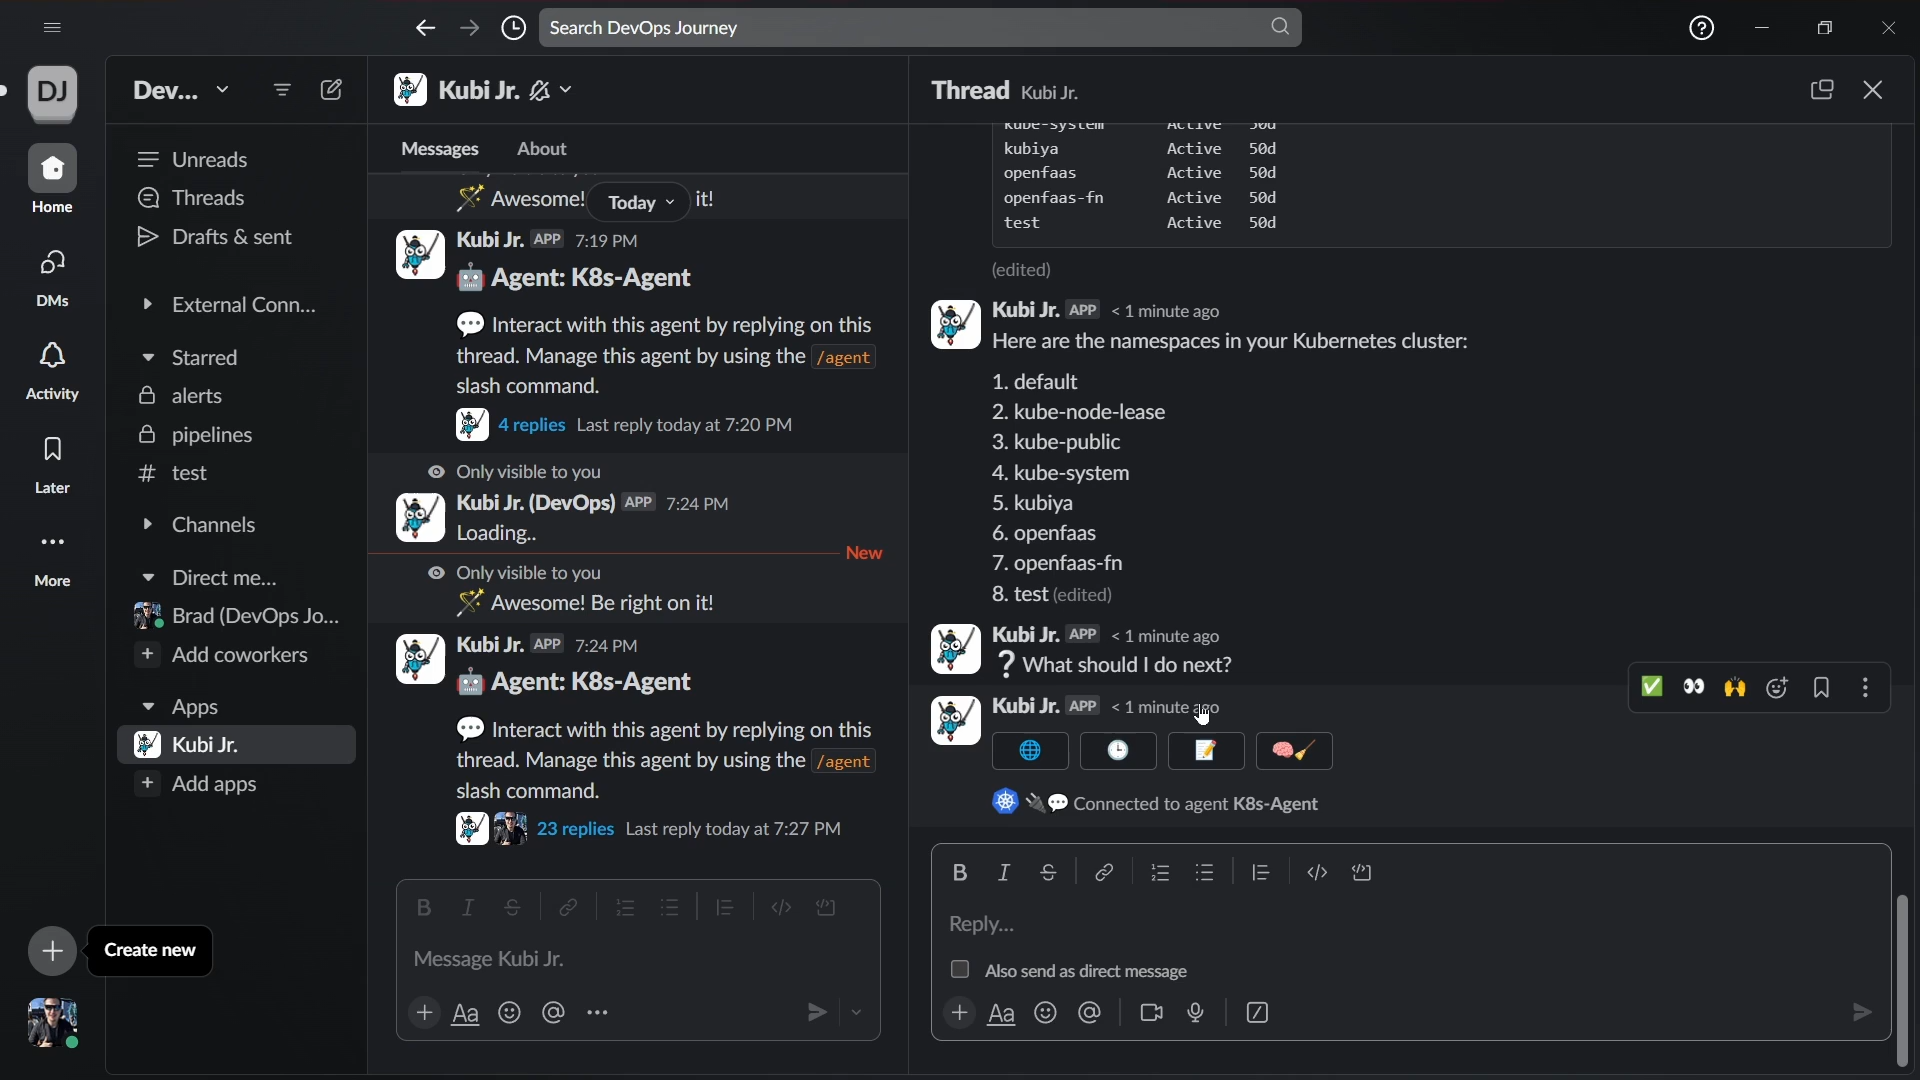 Search DevOps Journey
DJ
Home
DMs
Activity
Later
More
Create new
Dev...
Unreads
Threads
Drafts & sent
External Conn...
Starred
alerts
pipelines
# test
Channels
Direct me...
Brad (DevOps Jo...
+ Add coworkers
Apps
Kubi Jr.
+ Add apps
Kubi Jr.
Messages About
Awesome!
Today
it!
Kubi Jr. APP 7:19 PM
Agent: K8s-Agent
Interact with this agent by replying on this
thread. Manage this agent by using the /agent
slash command.
4 replies Last reply today at 7:20 PM
Only visible to you
Kubi Jr. (DevOps) APP 7:24 PM
Loading..
New
Only visible to you
Awesome! Be right on it!
Kubi Jr. APP 7:24 PM
Agent: K8s-Agent
Interact with this agent by replying on this
thread. Manage this agent by using the /agent
slash command.
23 replies Last reply today at 7:27 PM
B I S
Message Kubi Jr.
+ Aa @
Thread Kubi Jr.
kube-system Active 50d
kubiya Active 50d
openfaas Active 50d
openfaas-fn Active 50d
test Active 50d
(edited)
Kubi Jr. APP < 1 minute ago
Here are the namespaces in your Kubernetes cluster:
1. default
2. kube-node-lease
3. kube-public
4. kube-system
5. kubiya
6. openfaas
7. openfaas-fn
8. test (edited)
Kubi Jr. APP < 1 minute ago
❔ What should I do next?
Kubi Jr. APP < 1 minute ago
Connected to agent K8s-Agent
B I S
Reply...
Also send as direct message
+ Aa @